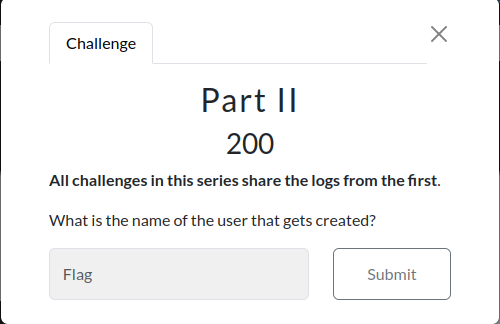 Challenge
Part II
200
All challenges in this series share the logs from the first.
What is the name of the user that gets created?
Flag
Submit